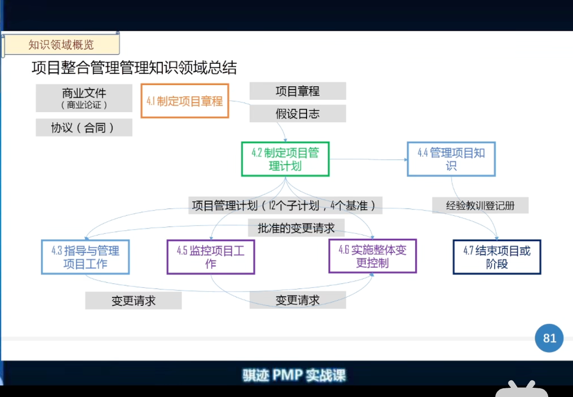 知识领域概览
项目整合管理管理知识领域总结
商业文件
（商业论证）
协议（合同）
4.1 制定项目章程
项目章程
假设日志
4.2 制定项目管
理计划
4.4 管理项目知
识
项目管理计划（12个子计划，4个基准）
经验教训登记册
批准的变更请求
4.3 指导与管理
项目工作
4.5 监控项目工
作
4.6 实施整体变
更控制
4.7 结束项目或
阶段
变更请求
变更请求
81
骐迹 PMP 实战课